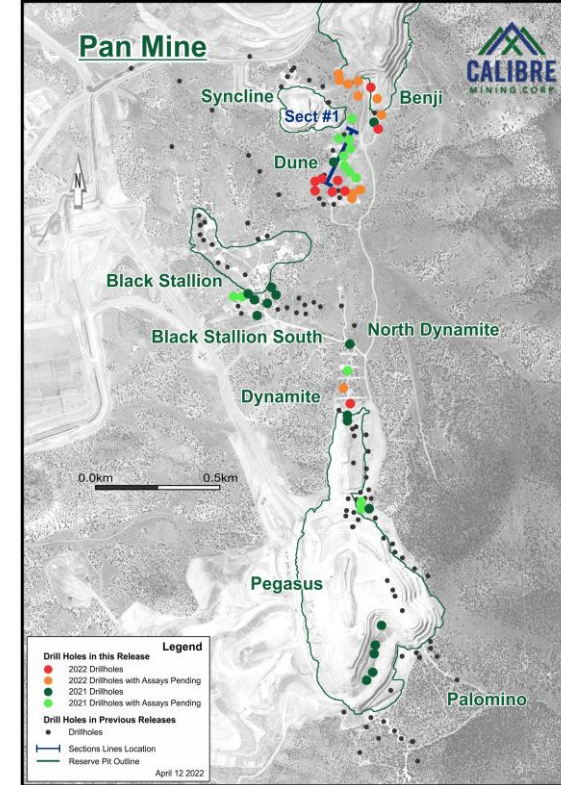 Pan Mine
CALIBRE
MINING CORP
Syncline
Benji
Sect #1
Dune
N
Black Stallion
Black Stallion South
North Dynamite
Dynamite
0.0km
0.5km
Pegasus
Palomino
Legend
Drill Holes in this Release
2022 Drillholes
2022 Drillholes with Assays Pending
2021 Drillholes
2021 Drillholes with Assays Pending
Drill Holes in Previous Releases
Drillholes
Sections Lines Location
Reserve Pit Outline
April 12 2022